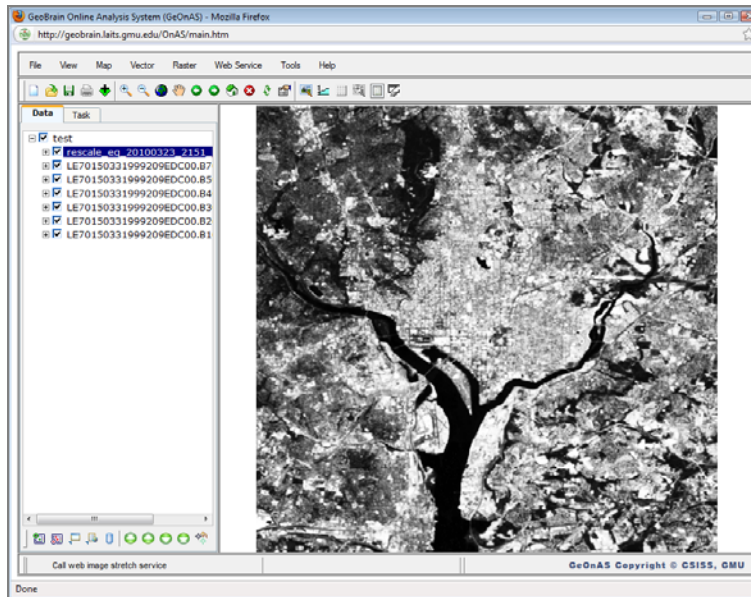 GeoBrain Online Analysis System (GeOnAS) - Mozilla Firefox
http://geobrain.laits.gmu.edu/OnAS/main.htm
File View Map Vector Raster Web Service Tools Help
Data Task
test
rescale_eq_20100323_2151_
LE70150331999209EDC00.B7
LE70150331999209EDC00.B5
LE70150331999209EDC00.B4
LE70150331999209EDC00.B3
LE70150331999209EDC00.B2
LE70150331999209EDC00.B1
Call web image stretch service
GeOnAS Copyright © CSISS, GMU
Done